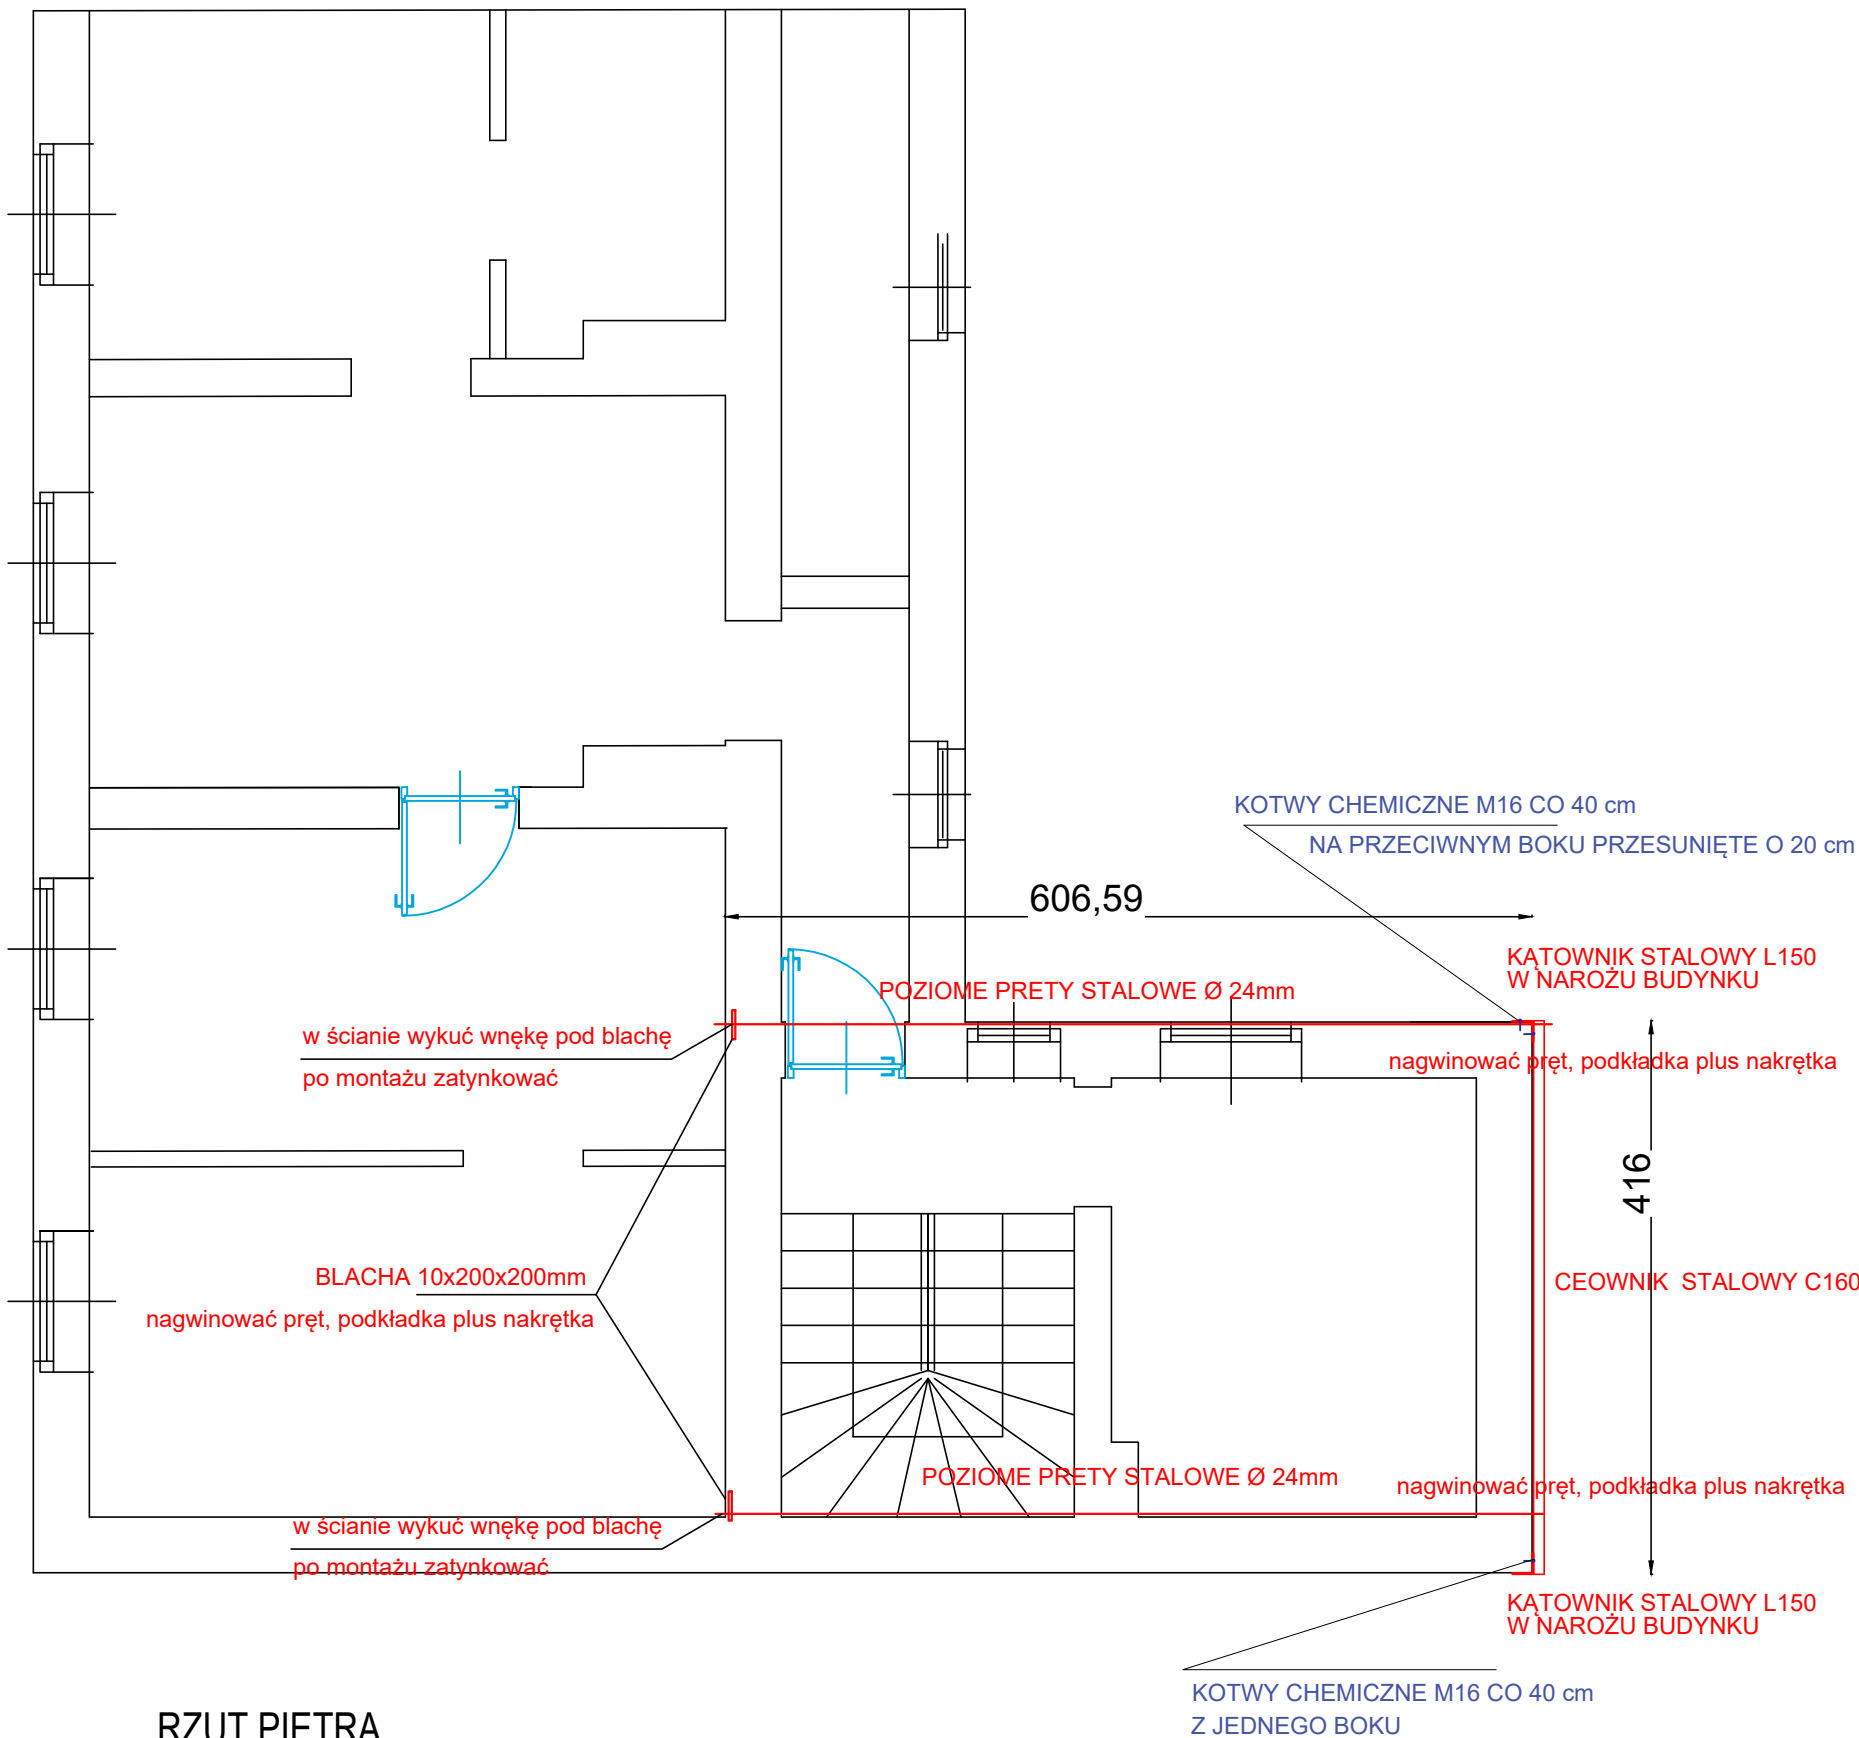 KOTWY CHEMICZNE M16 CO 40 cm
NA PRZECIWNYM BOKU PRZESUNIĘTE O 20 cm
606,59
KĄTOWNIK STALOWY L150
W NAROŻU BUDYNKU
POZIOME PRETY STALOWE Ø 24mm
w ścianie wykuć wnękę pod blachę
po montażu zatynkować
nagwinować pręt, podkładka plus nakrętka
416
BLACHA 10x200x200mm
nagwinować pręt, podkładka plus nakrętka
CEOWNIK STALOWY C160
POZIOME PRETY STALOWE Ø 24mm
nagwinować pręt, podkładka plus nakrętka
w ścianie wykuć wnękę pod blachę
po montażu zatynkować
KĄTOWNIK STALOWY L150
W NAROŻU BUDYNKU
KOTWY CHEMICZNE M16 CO 40 cm
Z JEDNEGO BOKU
RZUT PIETRA